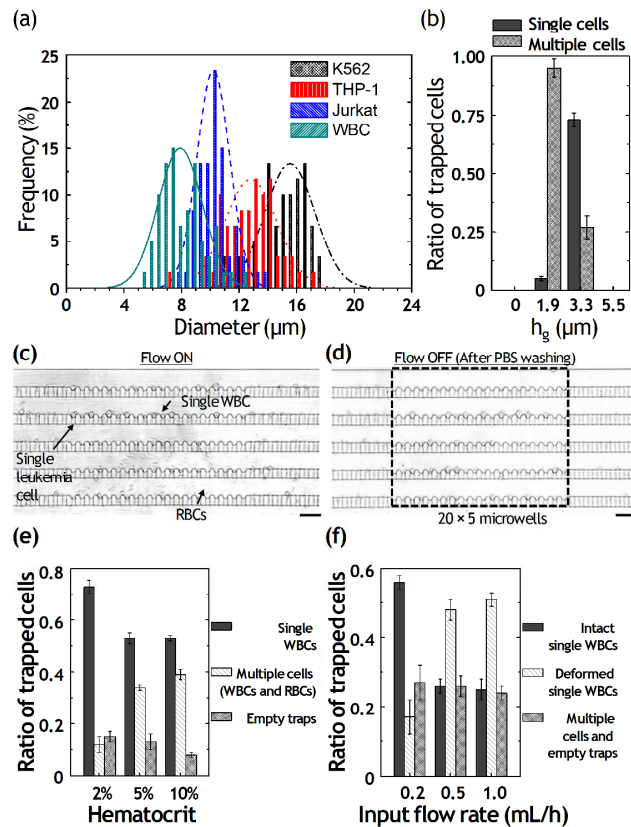 (a)
K562
THP-1
Jurkat
WBC
Frequency (%)
25
20
15
10
5
0
0 4 8 12 16 20 24
Diameter (μm)
(b)
Single cells
Multiple cells
Ratio of trapped cells
1.00
0.75
0.50
0.25
0
0 1.9 3.3 5.5
hg (μm)
(c)
Flow ON
Single WBC
Single
leukemia
cell
RBCs
(d)
Flow OFF (After PBS washing)
20 × 5 microwells
(e)
Ratio of trapped cells
0.8
0.6
0.4
0.2
0
2% 5% 10%
Hematocrit
Single
WBCs
Multiple cells
(WBCs and RBCs)
Empty traps
(f)
Ratio of trapped cells
0.6
0.4
0.2
0
0.2 0.5 1.0
Input flow rate (mL/h)
Intact
single WBCs
Deformed
single WBCs
Multiple
cells and
empty traps